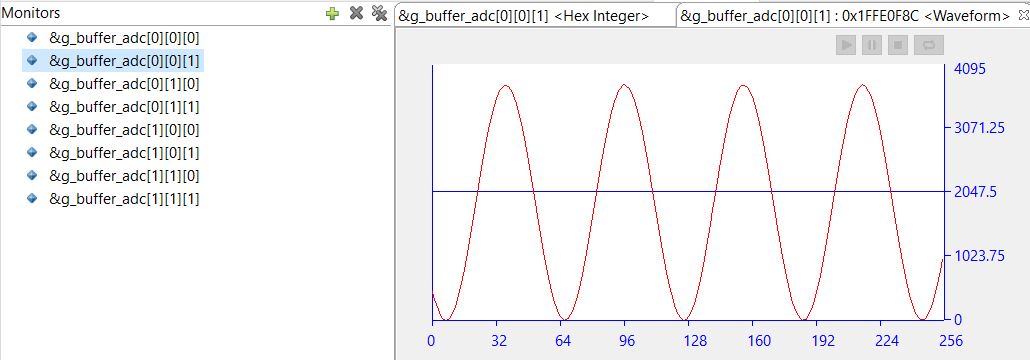 Monitors
&g_buffer_adc[0][0][0]
&g_buffer_adc[0][0][1]
&g_buffer_adc[0][1][0]
&g_buffer_adc[0][1][1]
&g_buffer_adc[1][0][0]
&g_buffer_adc[1][0][1]
&g_buffer_adc[1][1][0]
&g_buffer_adc[1][1][1]
&g_buffer_adc[0][0][1] <Hex Integer>
&g_buffer_adc[0][0][1] : 0x1FFE0F8C <Waveform>
4095
3071.25
2047.5
1023.75
0
0 32 64 96 128 160 192 224 256